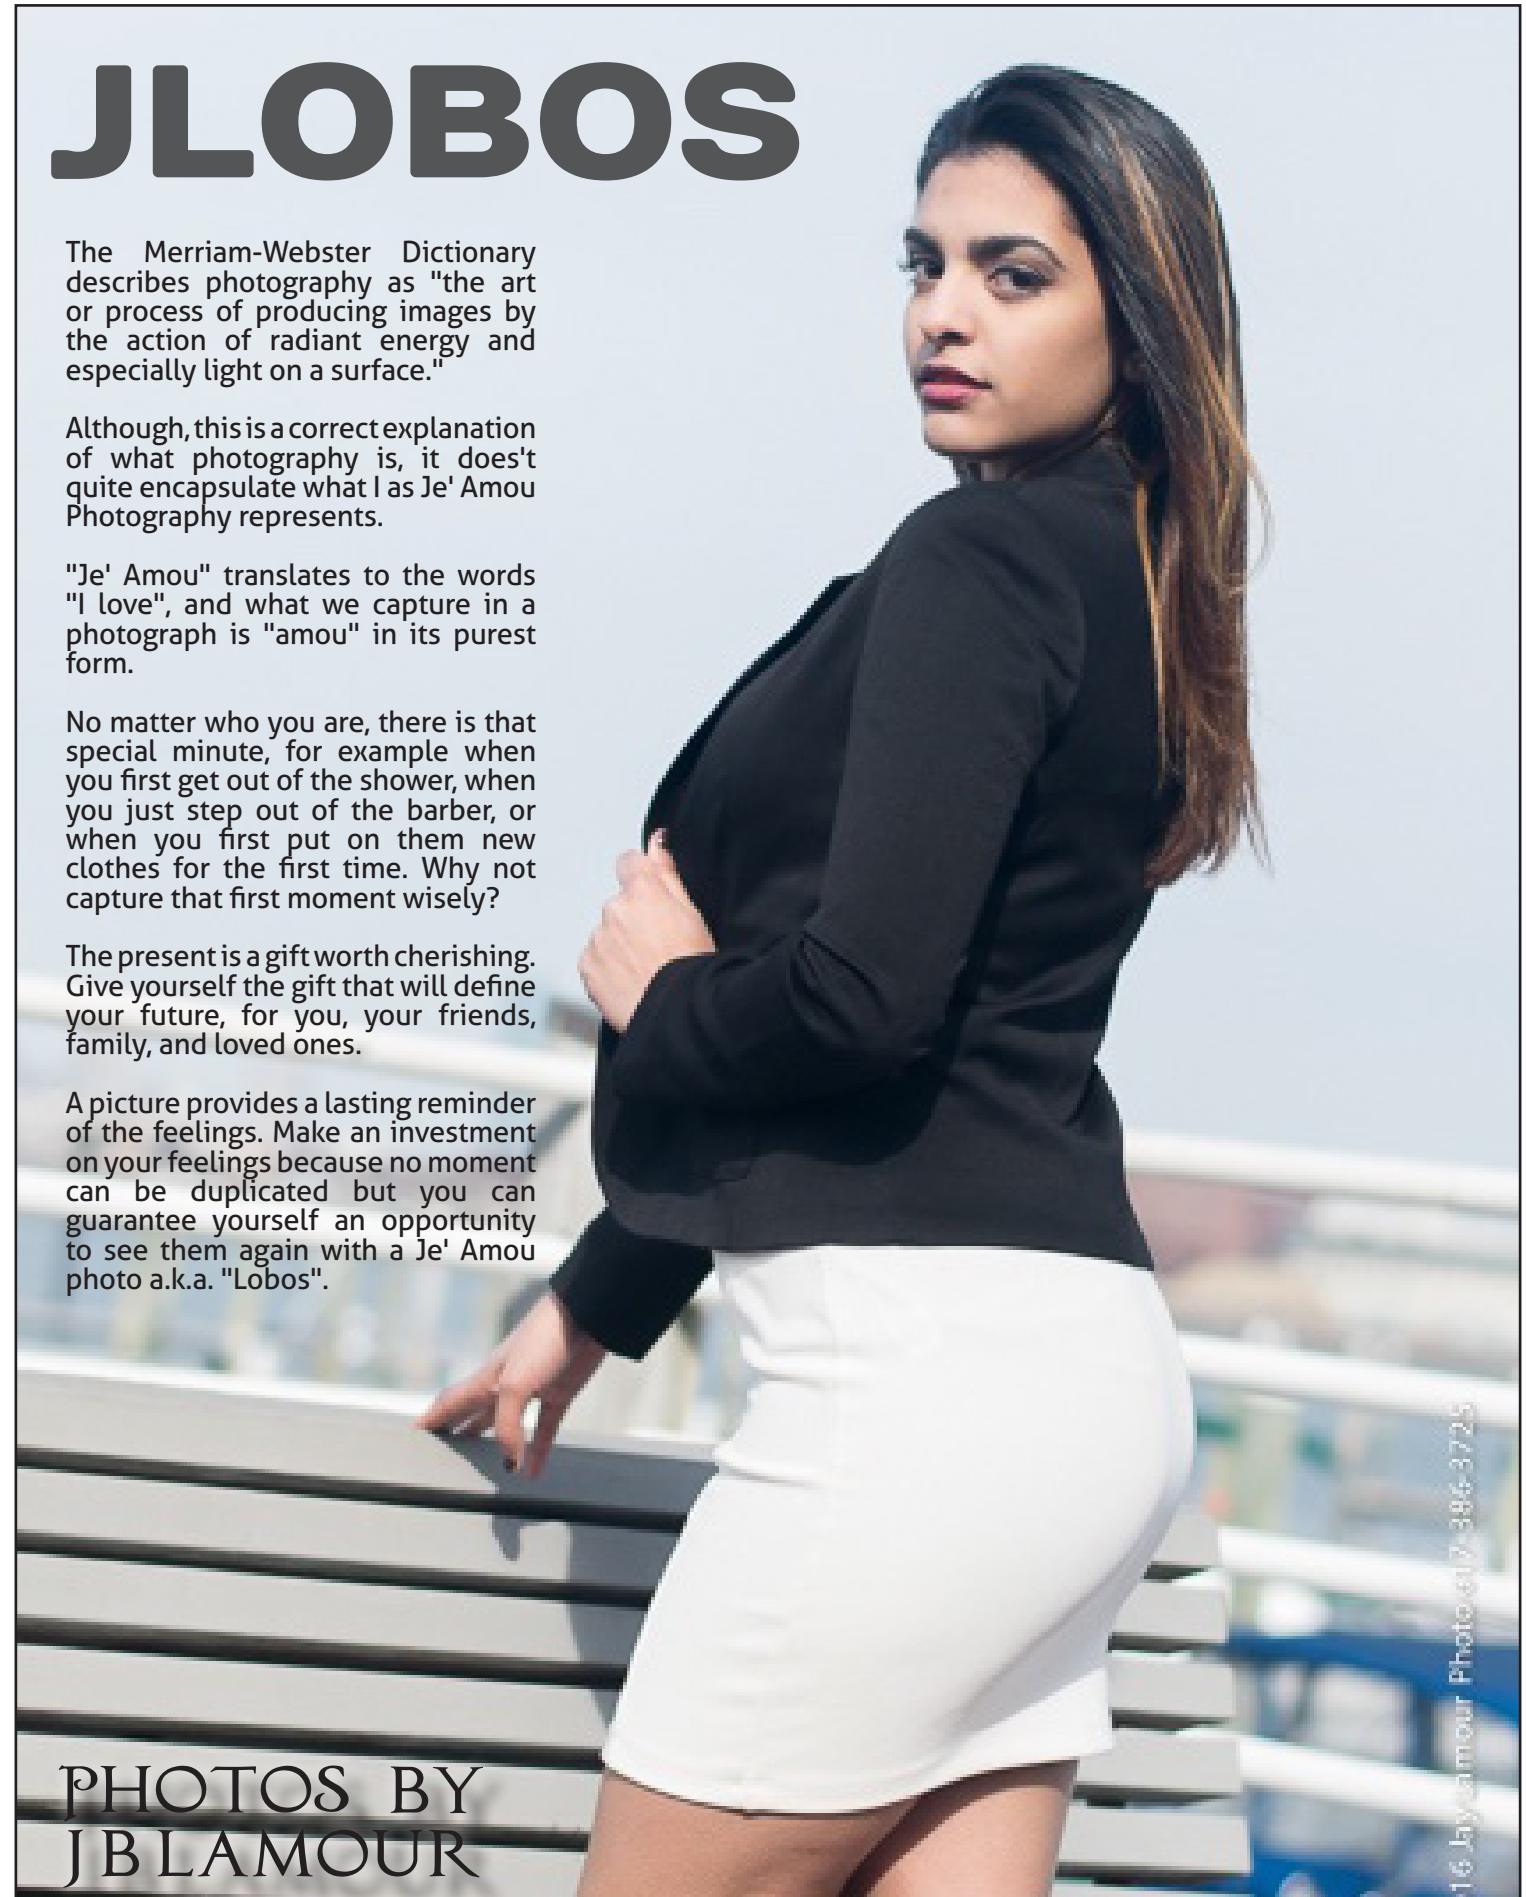 JLOBOS
The Merriam-Webster Dictionary
describes photography as "the art
or process of producing images by
the action of radiant energy and
especially light on a surface."
Although, this is a correct explanation
of what photography is, it does't
quite encapsulate what I as Je' Amou
Photography represents.
"Je' Amou" translates to the words
"I love", and what we capture in a
photograph is "amou" in its purest
form.
No matter who you are, there is that
special minute, for example when
you first get out of the shower, when
you just step out of the barber, or
when you first put on them new
clothes for the first time. Why not
capture that first moment wisely?
The present is a gift worth cherishing.
Give yourself the gift that will define
your future, for you, your friends,
family, and loved ones.
A picture provides a lasting reminder
of the feelings. Make an investment
on your feelings because no moment
can be duplicated but you can
guarantee yourself an opportunity
to see them again with a Je' Amou
photo a.k.a. "Lobos".
PHOTOS BY
JBLAMOUR
Photo